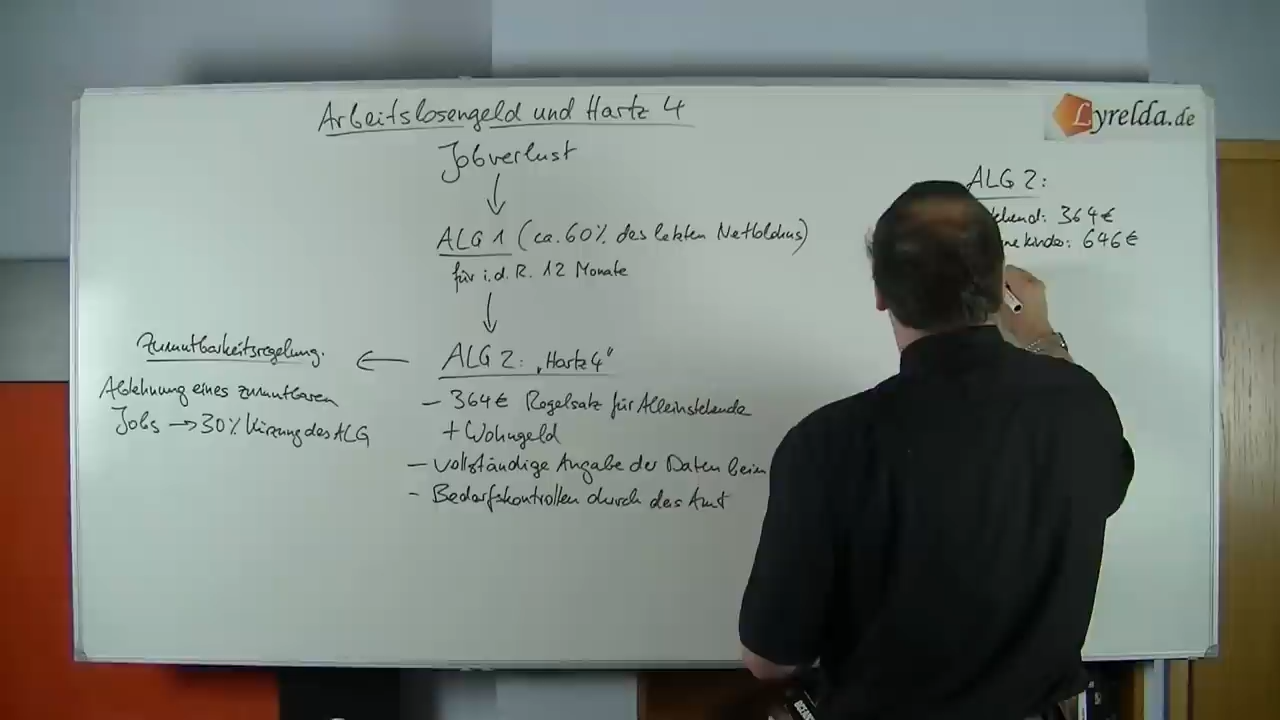 Arbeitslosengeld und Hartz 4
Lyrelda.de
Jobverlust
ALG 1 (ca. 60% des letzten Nettolohns)
für i.d.R. 12 Monate
ALG 2: „Hartz 4"
- 364€ Regelsatz für Alleinstehende
+ Wohngeld
- vollständige Angabe der Daten beim
- Bedarfskontrollen durch das Amt
Zumutbarkeitsregelung
Ablehnung eines zumutbaren
Jobs → 30% Kürzung des ALG
ALG 2:
364€
Kinder: 646€